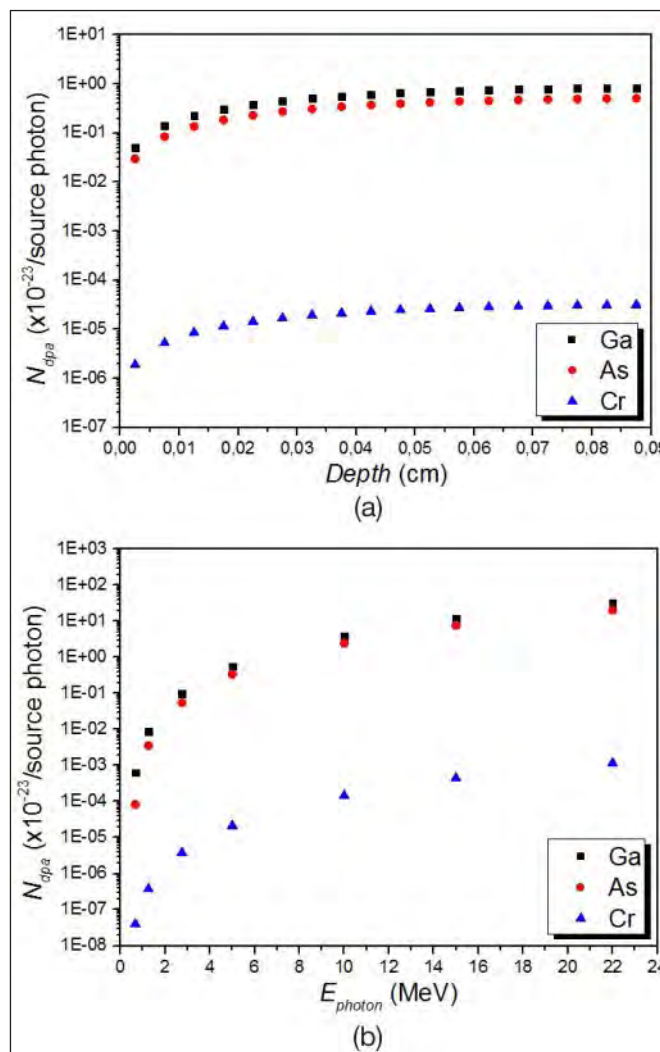 1E+01
1E+00
1E-01
1E-02
1E-03
1E-04
1E-05
1E-06
1E-07
N_dpa (x10^-23/source photon)
Ga
As
Cr
0,00 0,01 0,02 0,03 0,04 0,05 0,06 0,07 0,08 0,09
Depth (cm)
(a)
1E+03
1E+02
1E+01
1E+00
1E-01
1E-02
1E-03
1E-04
1E-05
1E-06
1E-07
1E-08
N_dpa (x10^-23/source photon)
Ga
As
Cr
0 2 4 6 8 10 12 14 16 18 20 22 24
E_photon (MeV)
(b)